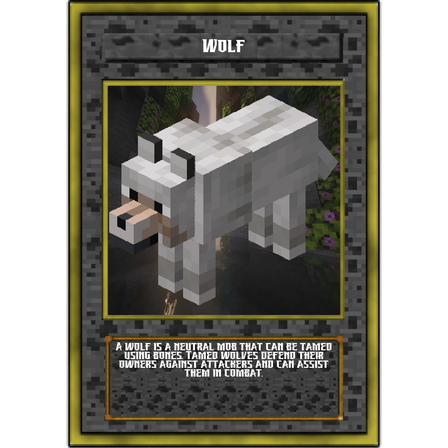 WOLF
A WOLF IS A NEUTRAL MOB THAT CAN BE TAMED
USING BONES. TAMED WOLVES DEFEND THEIR
OWNERS AGAINST ATTACKERS AND CAN ASSIST
THEM IN COMBAT.